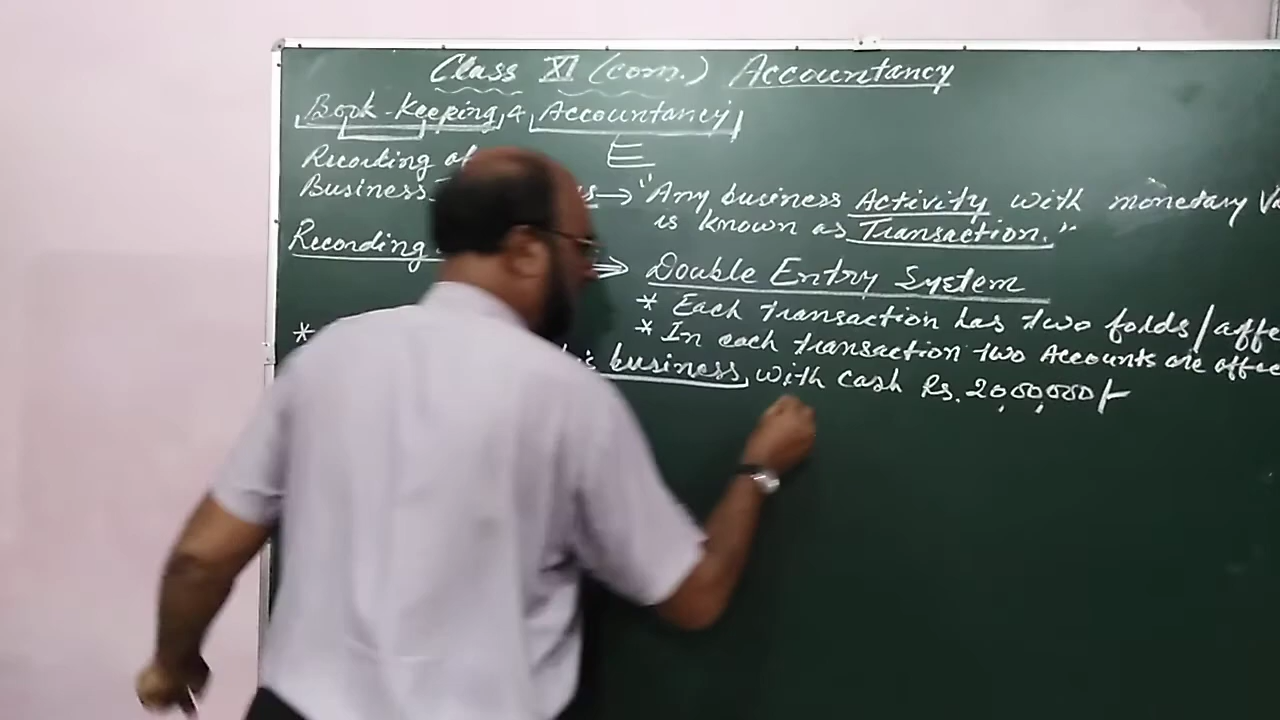 Class XI (com.) Accountancy
Book-Keeping & Accountancy
E
Recording of
Business → "Any business Activity with monetary
is known as Transaction."
Recording
⇒ Double Entry System
* Each transaction has two folds/affe
* In each transaction two Accounts are affec
*
business with cash Rs. 20,00,000/-